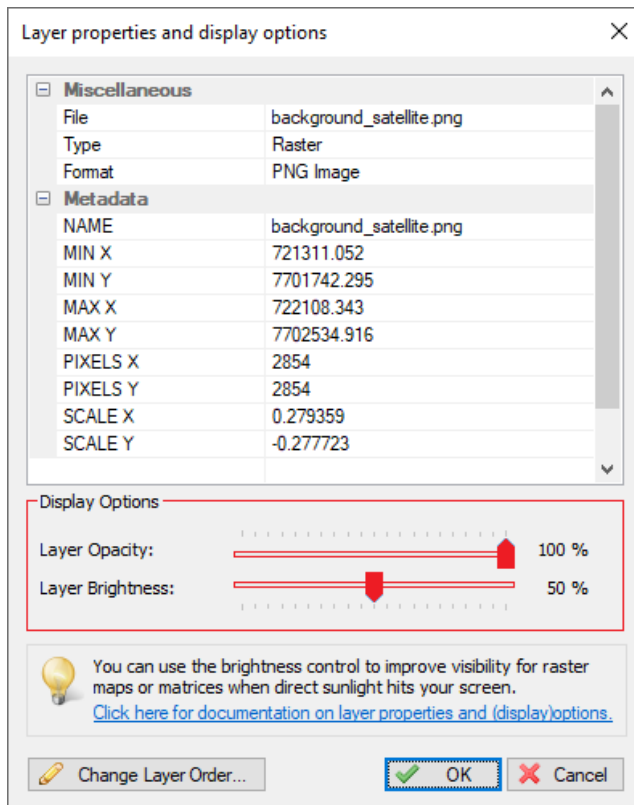 Layer properties and display options
Miscellaneous
File background_satellite.png
Type Raster
Format PNG Image
Metadata
NAME background_satellite.png
MIN X 721311.052
MIN Y 7701742.295
MAX X 722108.343
MAX Y 7702534.916
PIXELS X 2854
PIXELS Y 2854
SCALE X 0.279359
SCALE Y -0.277723
Display Options
Layer Opacity: 100 %
Layer Brightness: 50 %
You can use the brightness control to improve visibility for raster
maps or matrices when direct sunlight hits your screen.
Click here for documentation on layer properties and (display)options.
Change Layer Order... OK Cancel